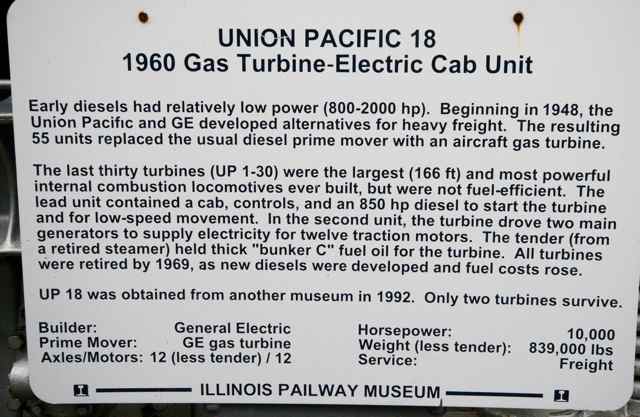 UNION PACIFIC 18
1960 Gas Turbine-Electric Cab Unit
Early diesels had relatively low power (800-2000 hp). Beginning in 1948, the
Union Pacific and GE developed alternatives for heavy freight. The resulting
55 units replaced the usual diesel prime mover with an aircraft gas turbine.
The last thirty turbines (UP 1-30) were the largest (166 ft) and most powerful
internal combustion locomotives ever built, but were not fuel-efficient. The
lead unit contained a cab, controls, and an 850 hp diesel to start the turbine
and for low-speed movement. In the second unit, the turbine drove two main
generators to supply electricity for twelve traction motors. The tender (from
a retired steamer) held thick "bunker C" fuel oil for the turbine. All turbines
were retired by 1969, as new diesels were developed and fuel costs rose.
UP 18 was obtained from another museum in 1992. Only two turbines survive.
Builder: General Electric Horsepower: 10,000
Prime Mover: GE gas turbine Weight (less tender): 839,000 lbs
Axles/Motors: 12 (less tender) / 12 Service: Freight
ILLINOIS PAILWAY MUSEUM